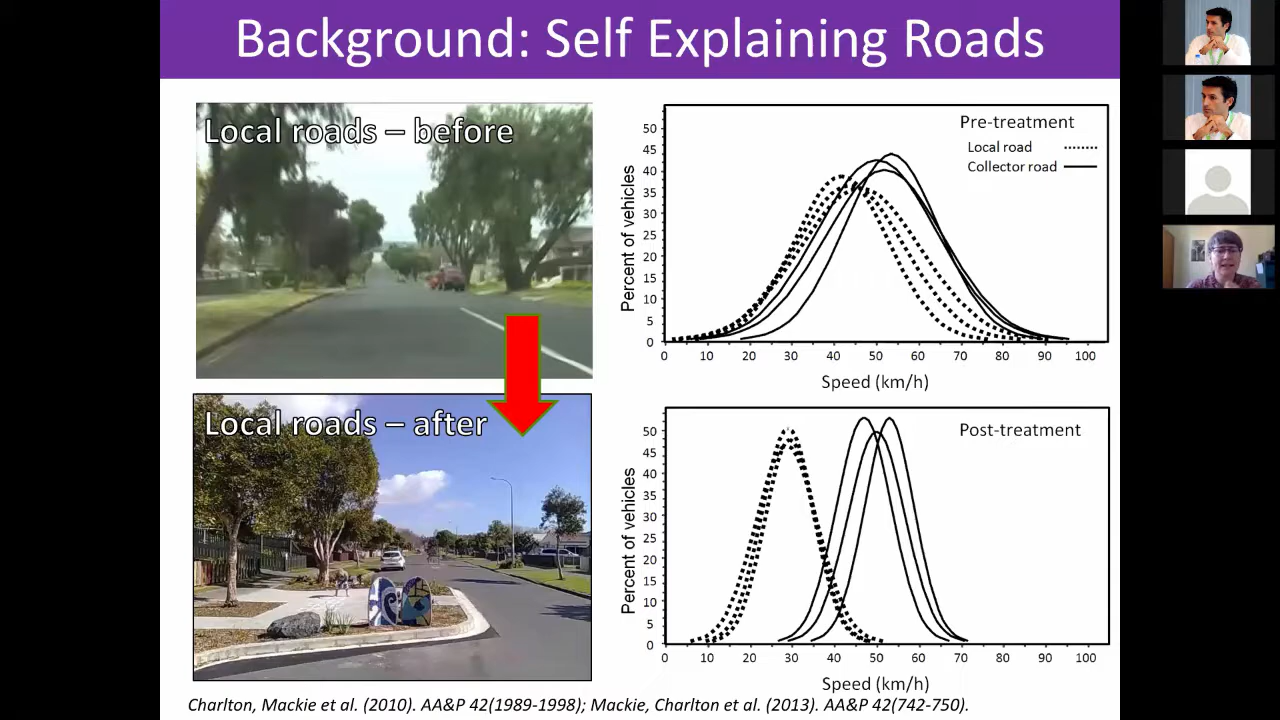 Background: Self Explaining Roads
Local roads – before
Local roads – after
Pre-treatment
Local road
Collector road
Percent of vehicles
50
45
40
35
30
25
20
15
10
5
0
0 10 20 30 40 50 60 70 80 90 100
Speed (km/h)
Post-treatment
Percent of vehicles
50
45
40
35
30
25
20
15
10
5
0
0 10 20 30 40 50 60 70 80 90 100
Speed (km/h)
Charlton, Mackie et al. (2010). AA&P 42(1989-1998); Mackie, Charlton et al. (2013). AA&P 42(742-750).